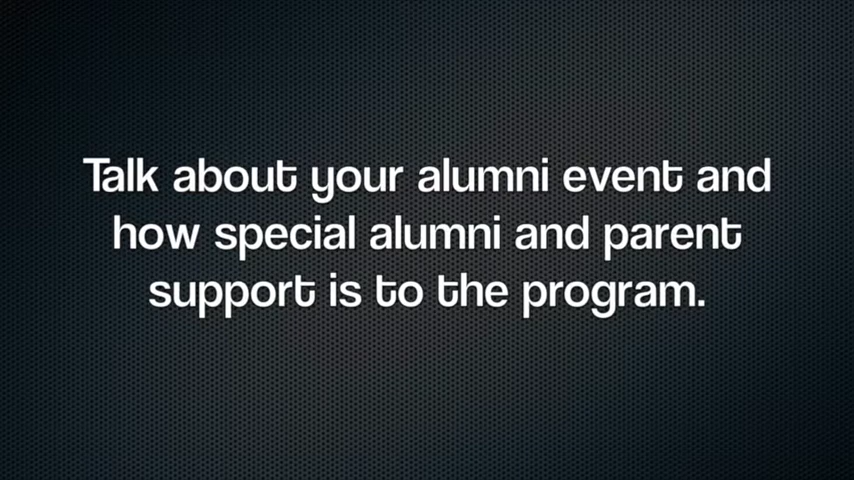 Talk about your alumni event and
how special alumni and parent
support is to the program.